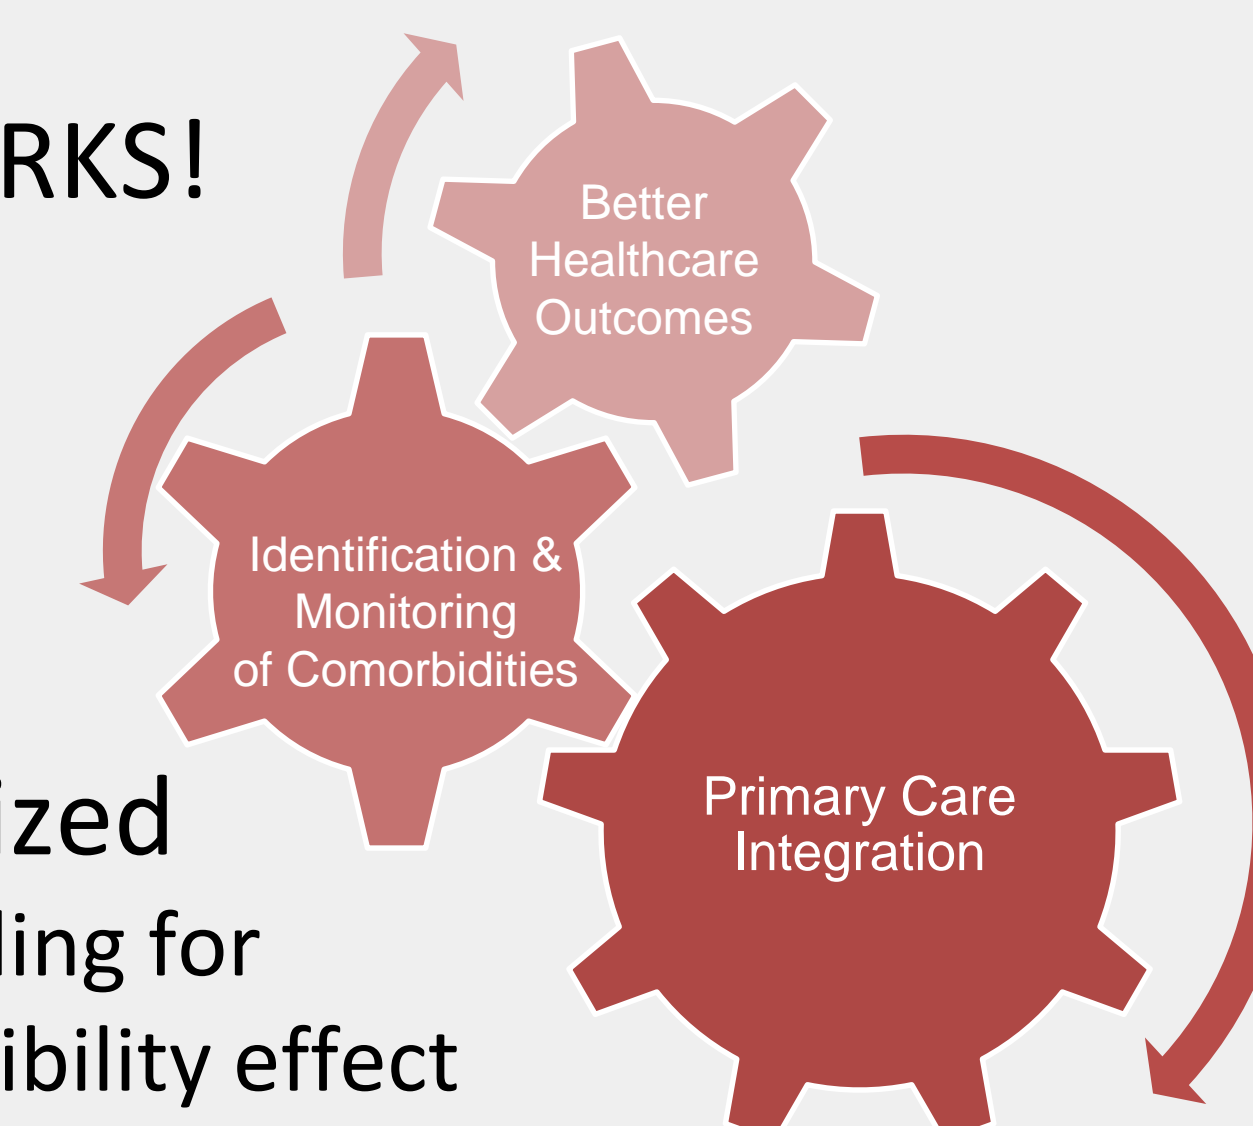 RKS!
Better
Healthcare
Outcomes
Identification &
Monitoring
of Comorbidities
Primary Care
Integration
ized
ling for
ibility effect